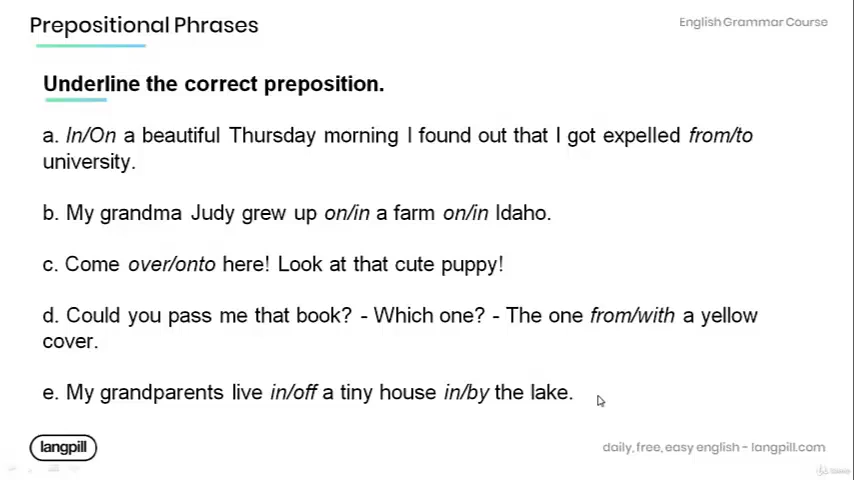 Prepositional Phrases
English Grammar Course
Underline the correct preposition.
a. In/On a beautiful Thursday morning I found out that I got expelled from/to
university.
b. My grandma Judy grew up on/in a farm on/in Idaho.
c. Come over/onto here! Look at that cute puppy!
d. Could you pass me that book? - Which one? - The one from/with a yellow
cover.
e. My grandparents live in/off a tiny house in/by the lake.
langpill
daily, free, easy english - langpill.com